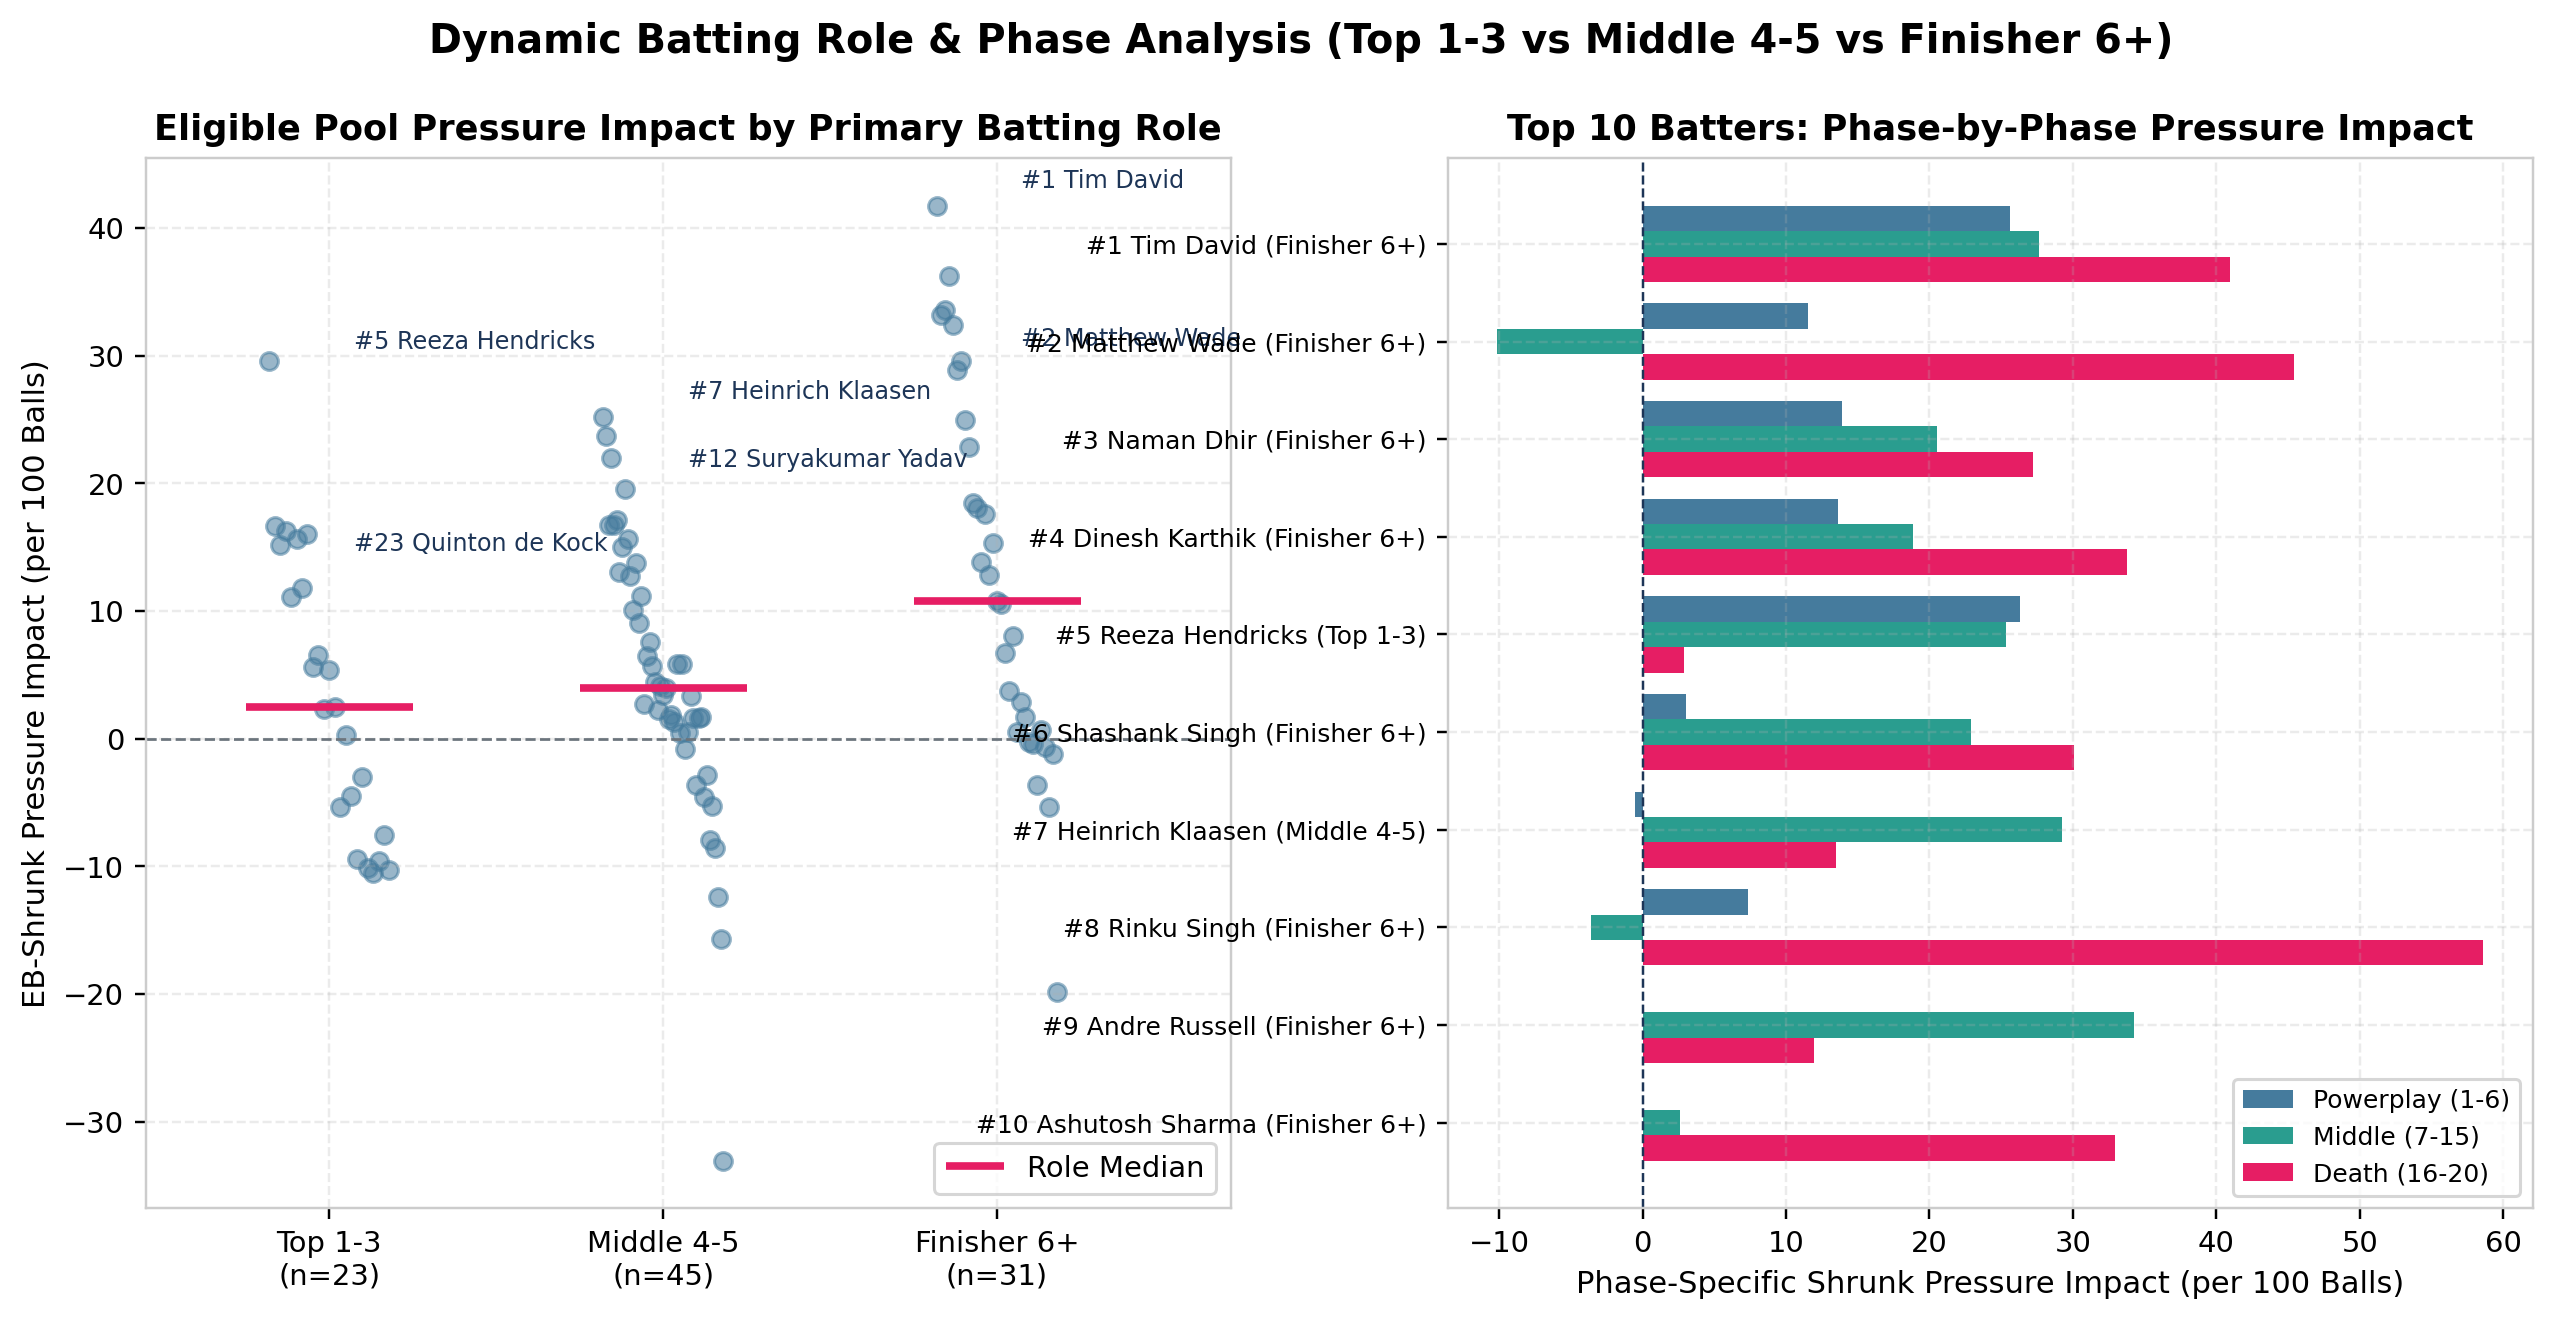 Dynamic Batting Role & Phase Analysis (Top 1-3 vs Middle 4-5 vs Finisher 6+)
Eligible Pool Pressure Impact by Primary Batting Role
EB-Shrunk Pressure Impact (per 100 Balls)
40
30
20
10
0
−10
−20
−30
#1 Tim David
#5 Reeza Hendricks
#2 Matthew Wade
#7 Heinrich Klaasen
#12 Suryakumar Yadav
#23 Quinton de Kock
Role Median
Top 1-3
(n=23)
Middle 4-5
(n=45)
Finisher 6+
(n=31)
Top 10 Batters: Phase-by-Phase Pressure Impact
#1 Tim David (Finisher 6+)
#2 Matthew Wade (Finisher 6+)
#3 Naman Dhir (Finisher 6+)
#4 Dinesh Karthik (Finisher 6+)
#5 Reeza Hendricks (Top 1-3)
#6 Shashank Singh (Finisher 6+)
#7 Heinrich Klaasen (Middle 4-5)
#8 Rinku Singh (Finisher 6+)
#9 Andre Russell (Finisher 6+)
#10 Ashutosh Sharma (Finisher 6+)
Powerplay (1-6)
Middle (7-15)
Death (16-20)
−10
0
10
20
30
40
50
60
Phase-Specific Shrunk Pressure Impact (per 100 Balls)